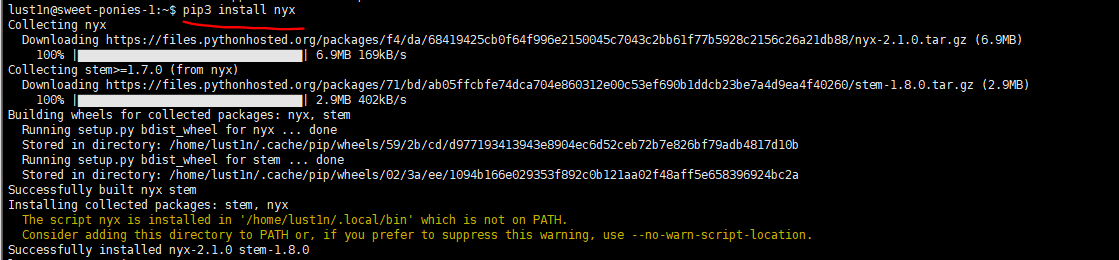 lust1n@sweet-ponies-1:~$ pip3 install nyx
Collecting nyx
  Downloading https://files.pythonhosted.org/packages/f4/da/68419425cb0f64f996e2150045c7043c2bb61f77b5928c2156c26a21db88/nyx-2.1.0.tar.gz (6.9MB)
    100% |████████████████████████████████| 6.9MB 169kB/s
Collecting stem>=1.7.0 (from nyx)
  Downloading https://files.pythonhosted.org/packages/71/bd/ab05ffcbfe74dca704e860312e00c53ef690b1ddcb23be7a4d9ea4f40260/stem-1.8.0.tar.gz (2.9MB)
    100% |████████████████████████████████| 2.9MB 402kB/s
Building wheels for collected packages: nyx, stem
  Running setup.py bdist_wheel for nyx ... done
  Stored in directory: /home/lust1n/.cache/pip/wheels/59/2b/cd/d977193413943e8904ec6d52ceb72b7e826bf79adb4817d10b
  Running setup.py bdist_wheel for stem ... done
  Stored in directory: /home/lust1n/.cache/pip/wheels/02/3a/ee/1094b166e029353f892c0b121aa02f48aff5e658396924bc2a
Successfully built nyx stem
Installing collected packages: stem, nyx
  The script nyx is installed in '/home/lust1n/.local/bin' which is not on PATH.
  Consider adding this directory to PATH or, if you prefer to suppress this warning, use --no-warn-script-location.
Successfully installed nyx-2.1.0 stem-1.8.0